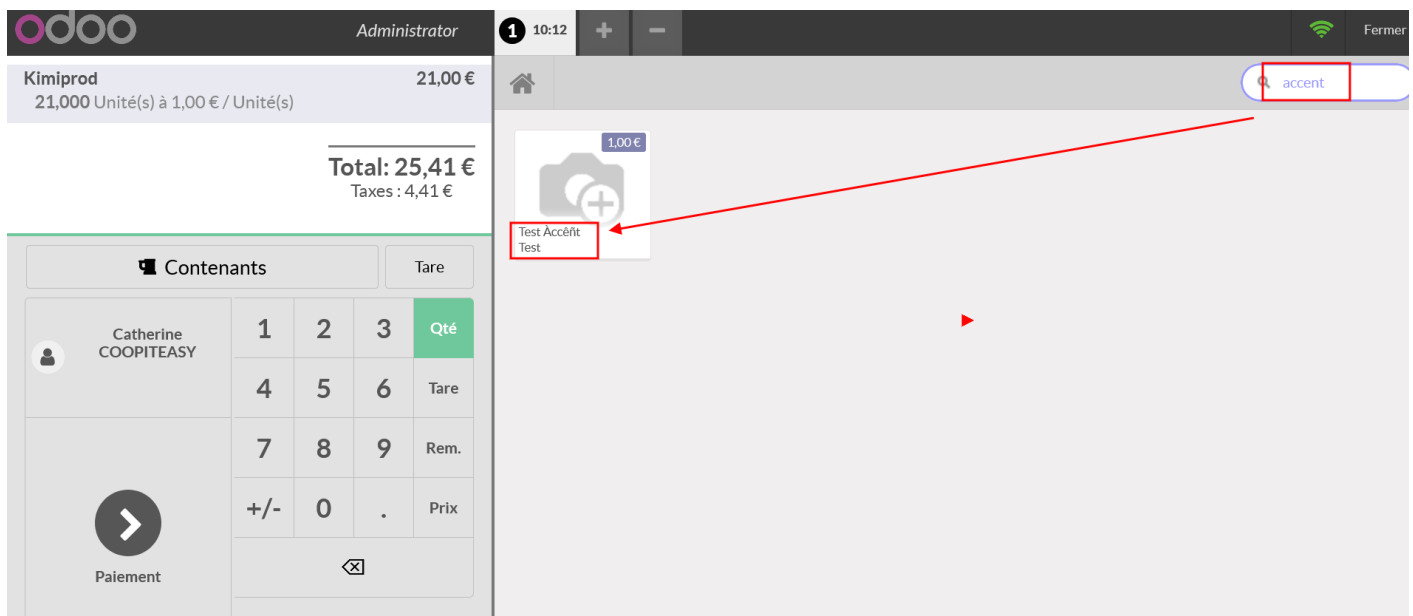 odoo Administrator 1 10:12 + − Fermer
Kimiprod 21,00 €
21,000 Unité(s) à 1,00 € / Unité(s)
Total: 25,41 €
Taxes : 4,41 €
accent
1,00 €
Test Àccêñt
Test
Contenants Tare
Catherine
COOPITEASY
1 2 3 Qté
4 5 6 Tare
7 8 9 Rem.
+/- 0 . Prix
Paiement